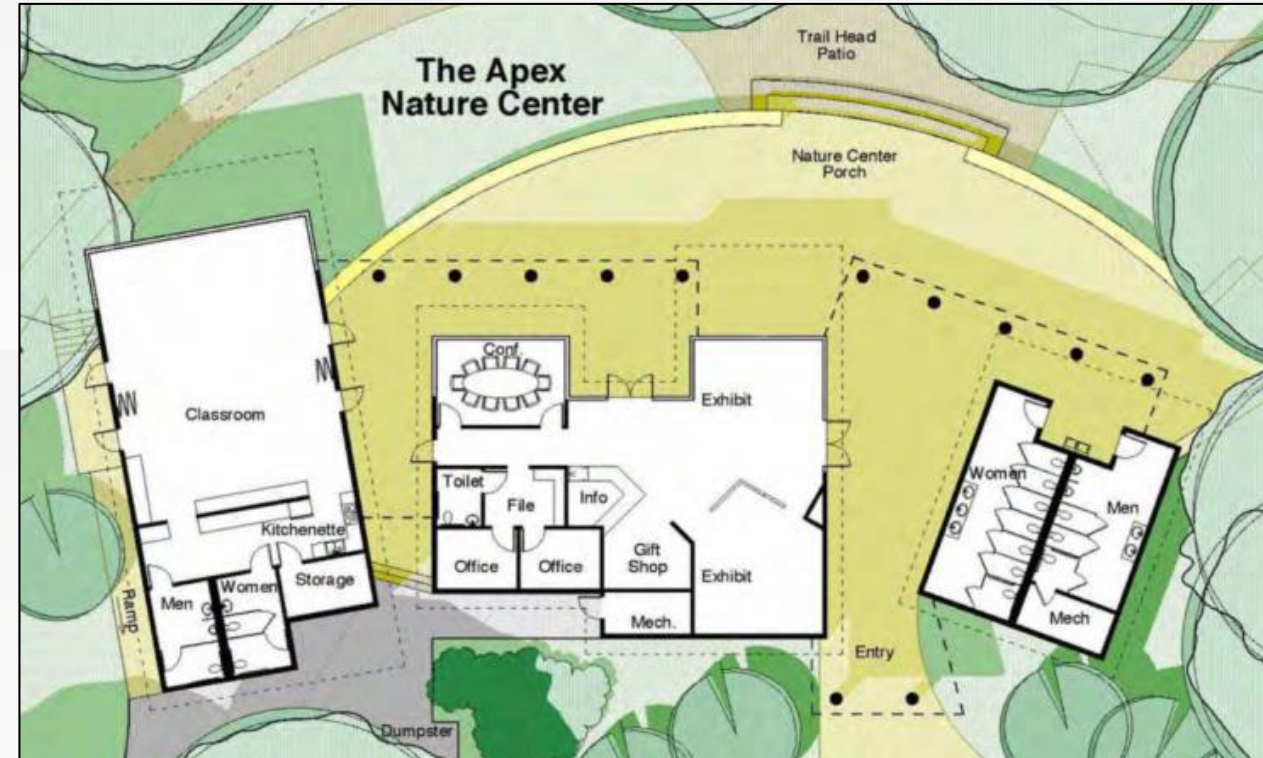 The Apex
Nature Center
Trail Head
Patio
Nature Center
Porch
Conf.
Exhibit
Classroom
Toilet
File
Info
Women
Men
Kitchenette
Office
Office
Gift
Shop
Exhibit
Storage
Men
Women
Ramp
Mech.
Mech
Entry
Dumpster